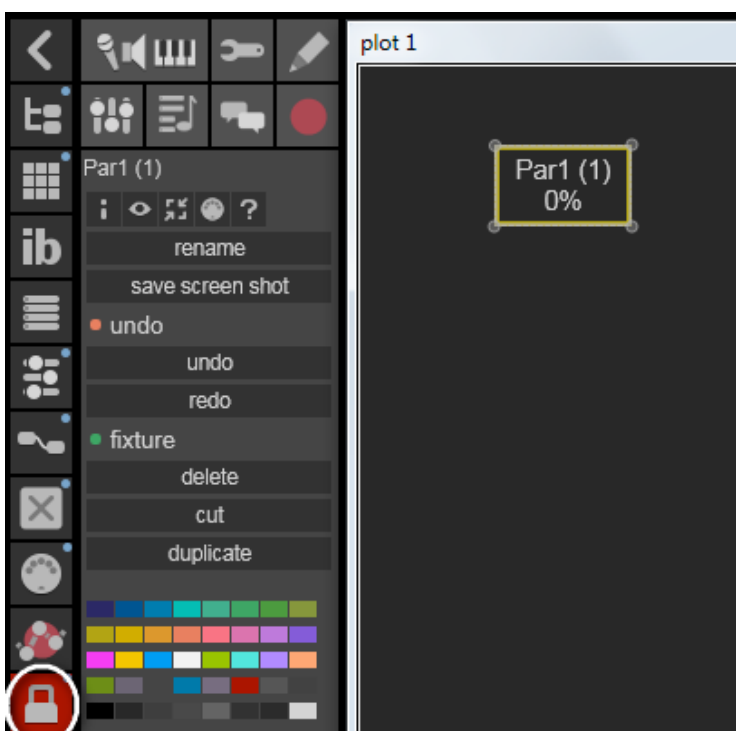 plot 1
Par1 (1)
0%
Par1 (1)
i ?
ib
rename
save screen shot
undo
undo
redo
fixture
delete
cut
duplicate